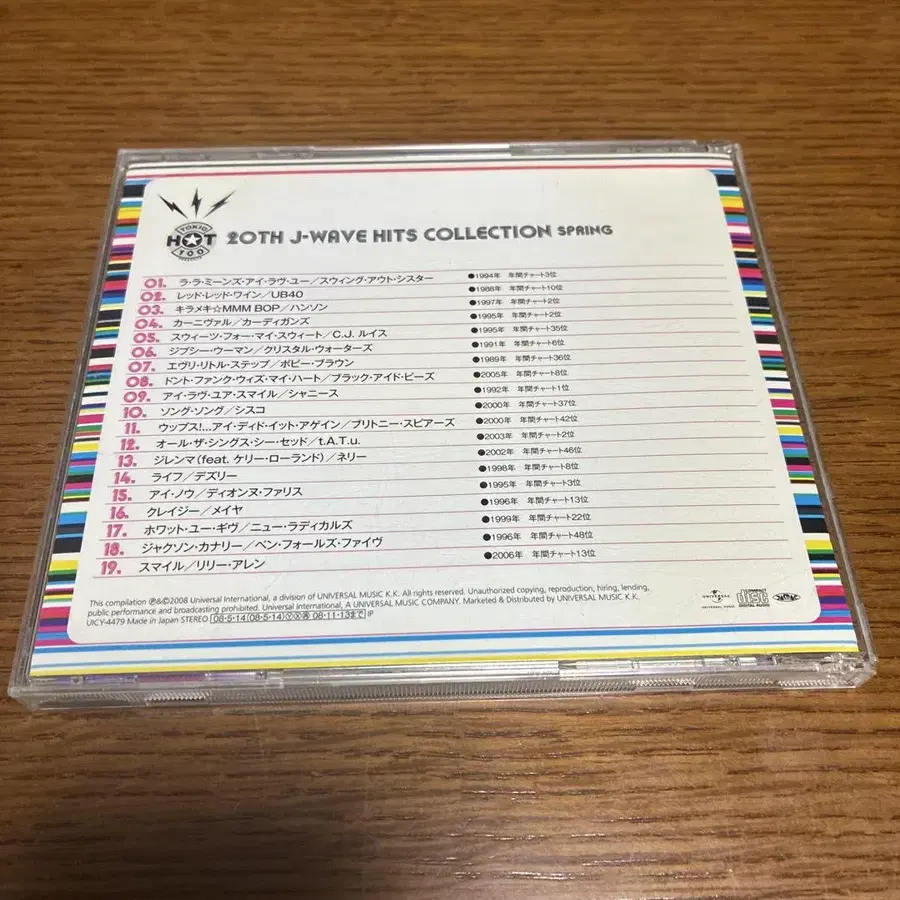 TOKIO
HOT
100
20TH J-WAVE HITS COLLECTION SPRING
01. ラ・ラ・ミーンズ・アイ・ラヴ・ユー／スウィング・アウト・シスター ●1994年 年間チャート3位
02. レッド・レッド・ワイン／UB40 ●1988年 年間チャート10位
03. キラメキ☆MMM BOP／ハンソン ●1997年 年間チャート2位
04. カーニヴァル／カーディガンズ ●1995年 年間チャート2位
05. スウィーツ・フォー・マイ・スウィート／C.J. ルイス ●1995年 年間チャート35位
06. ジプシー・ウーマン／クリスタル・ウォーターズ ●1991年 年間チャート6位
07. エヴリ・リトル・ステップ／ボビー・ブラウン ●1989年 年間チャート36位
08. ドント・ファンク・ウィズ・マイ・ハート／ブラック・アイド・ピーズ ●2005年 年間チャート8位
09. アイ・ラヴ・ユア・スマイル／シャニース ●1992年 年間チャート1位
10. ソング・ソング／シスコ ●2000年 年間チャート37位
11. ウップス!...アイ・ディド・イット・アゲイン／ブリトニー・スピアーズ ●2000年 年間チャート42位
12. オール・ザ・シングス・シー・セッド／t.A.T.u. ●2003年 年間チャート2位
13. ジレンマ(feat. ケリー・ローランド)／ネリー ●2002年 年間チャート46位
14. ライフ／デズリー ●1998年 年間チャート8位
15. アイ・ノウ／ディオンヌ・ファリス ●1995年 年間チャート3位
16. クレイジー／メイヤ ●1996年 年間チャート13位
17. ホワット・ユー・ギヴ／ニュー・ラディカルズ ●1999年 年間チャート22位
18. ジャクソン・カナリー／ベン・フォールズ・ファイヴ ●1996年 年間チャート48位
19. スマイル／リリー・アレン ●2006年 年間チャート13位
This compilation ℗&©2008 Universal International, a division of UNIVERSAL MUSIC K.K. All rights reserved. Unauthorized copying, reproduction, hiring, lending,
public performance and broadcasting prohibited. Universal International, A UNIVERSAL MUSIC COMPANY. Marketed & Distributed by UNIVERSAL MUSIC K.K.
UICY-4479 Made in Japan STEREO 08・5・14 (08・5・14) Ⓨ Ⓧ Ⓐ 08・11・13まで
UNIVERSAL
UNIVERSAL MUSIC
COMPACT
disc
DIGITAL AUDIO